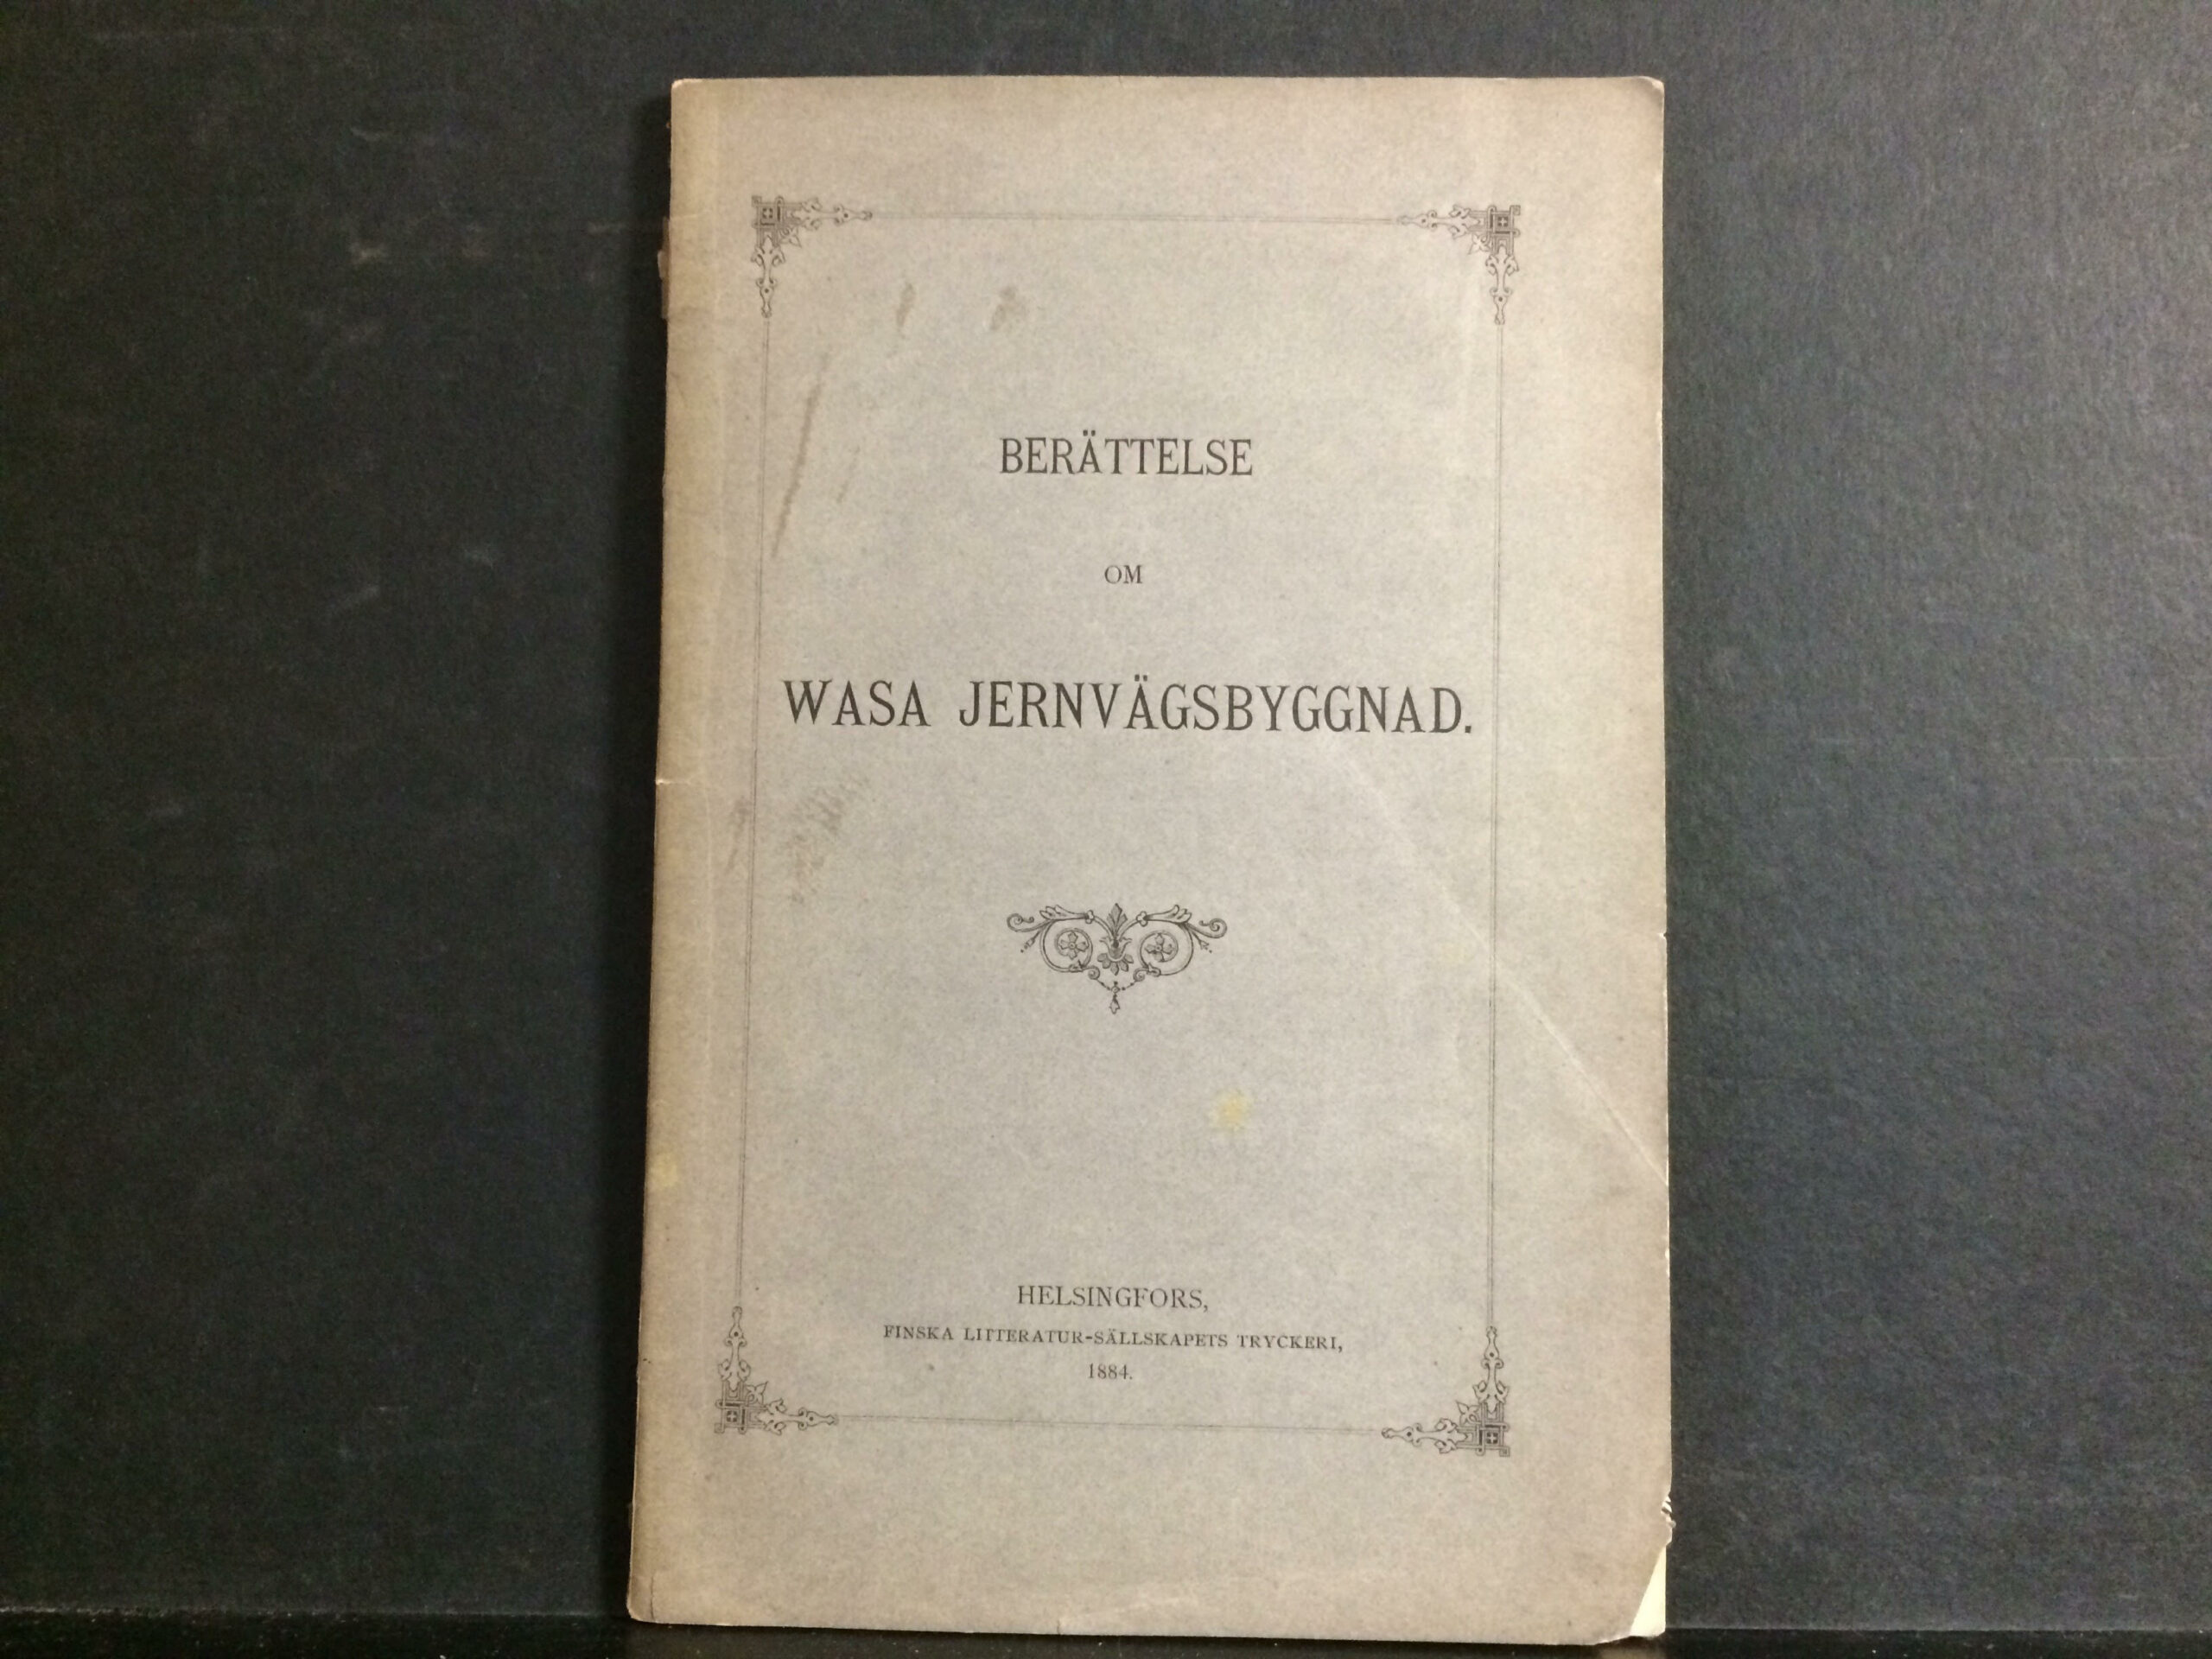 BERÄTTELSE
OM
WASA JERNVÄGSBYGGNAD.
HELSINGFORS,
FINSKA LITTERATUR-SÄLLSKAPETS TRYCKERI,
1884.